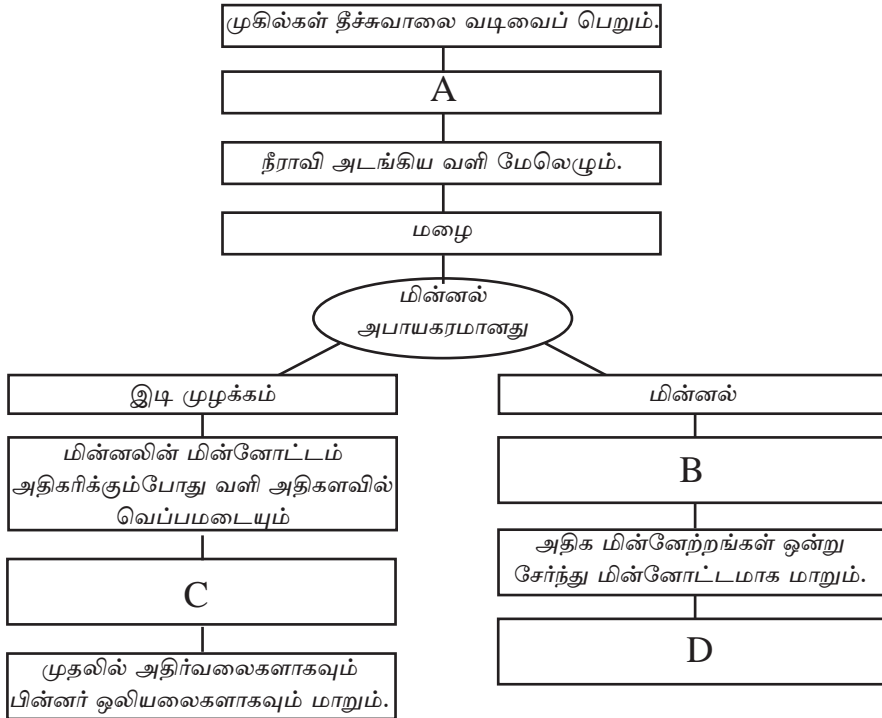 முகில்கள் தீச்சுவாலை வடிவைப் பெறும்.
A
நீராவி அடங்கிய வளி மேலெழும்.
மழை
மின்னல்
அபாயகரமானது
இடி முழக்கம்
மின்னலின் மின்னோட்டம்
அதிகரிக்கும்போது வளி அதிகளவில்
வெப்பமடையும்
C
முதலில் அதிர்வலைகளாகவும்
பின்னர் ஒலியலைகளாகவும் மாறும்.
மின்னல்
B
அதிக மின்னேற்றங்கள் ஒன்று
சேர்ந்து மின்னோட்டமாக மாறும்.
D